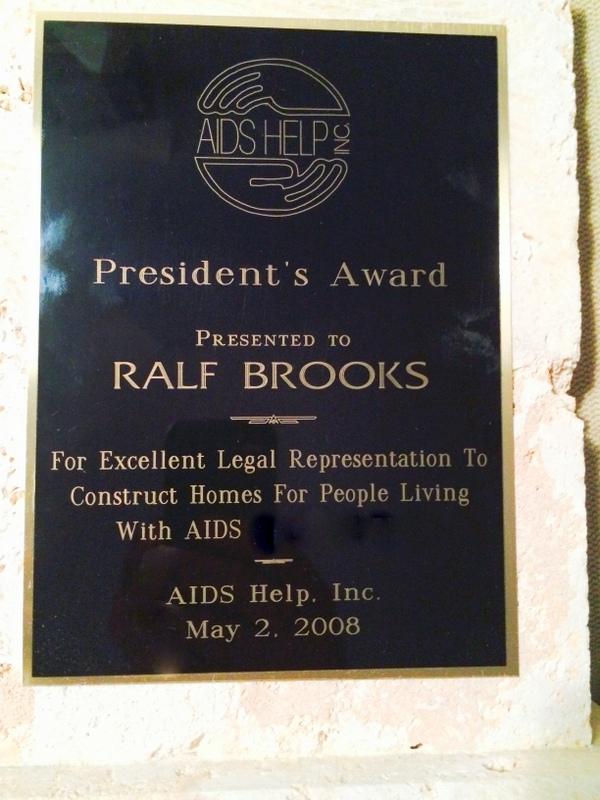 AIDS HELP INC.
President's Award
PRESENTED TO
RALF BROOKS
For Excellent Legal Representation To
Construct Homes For People Living
With AIDS
AIDS Help, Inc.
May 2, 2008